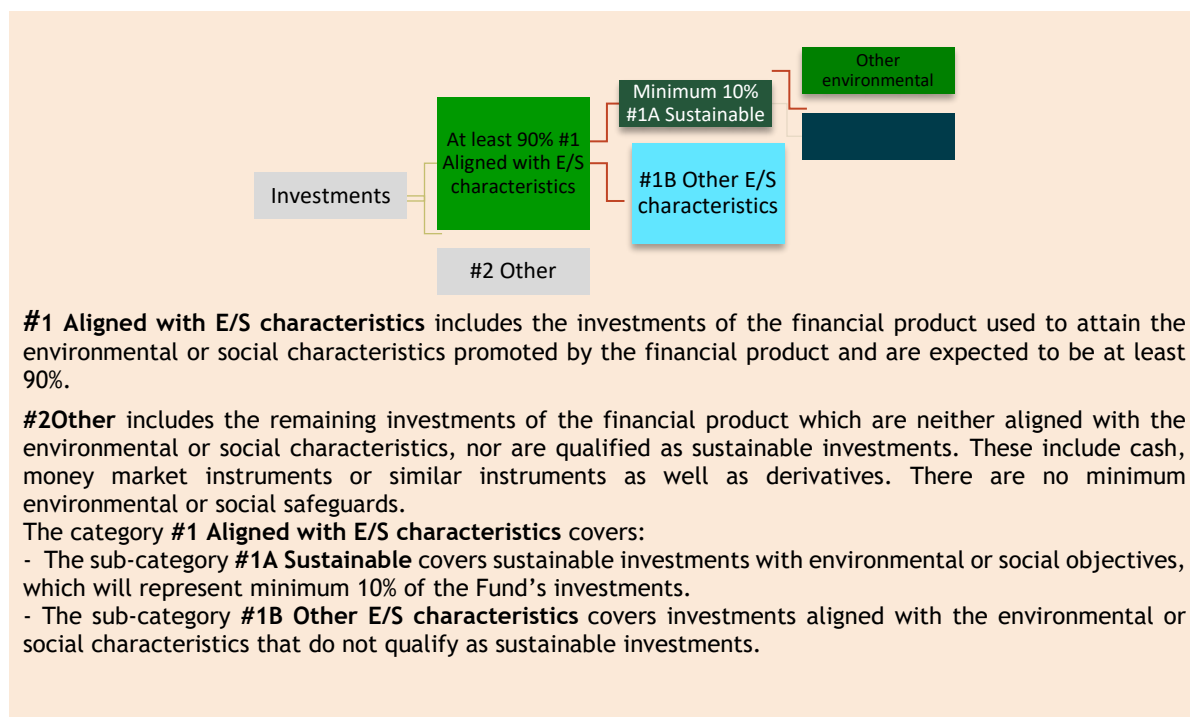 Other
environmental
Minimum 10%
#1A Sustainable
At least 90% #1
Aligned with E/S
characteristics
#1B Other E/S
characteristics
Investments
#2 Other
#1 Aligned with E/S characteristics includes the investments of the financial product used to attain the
environmental or social characteristics promoted by the financial product and are expected to be at least
90%.
#2Other includes the remaining investments of the financial product which are neither aligned with the
environmental or social characteristics, nor are qualified as sustainable investments. These include cash,
money market instruments or similar instruments as well as derivatives. There are no minimum
environmental or social safeguards.
The category #1 Aligned with E/S characteristics covers:
- The sub-category #1A Sustainable covers sustainable investments with environmental or social objectives,
which will represent minimum 10% of the Fund’s investments.
- The sub-category #1B Other E/S characteristics covers investments aligned with the environmental or
social characteristics that do not qualify as sustainable investments.